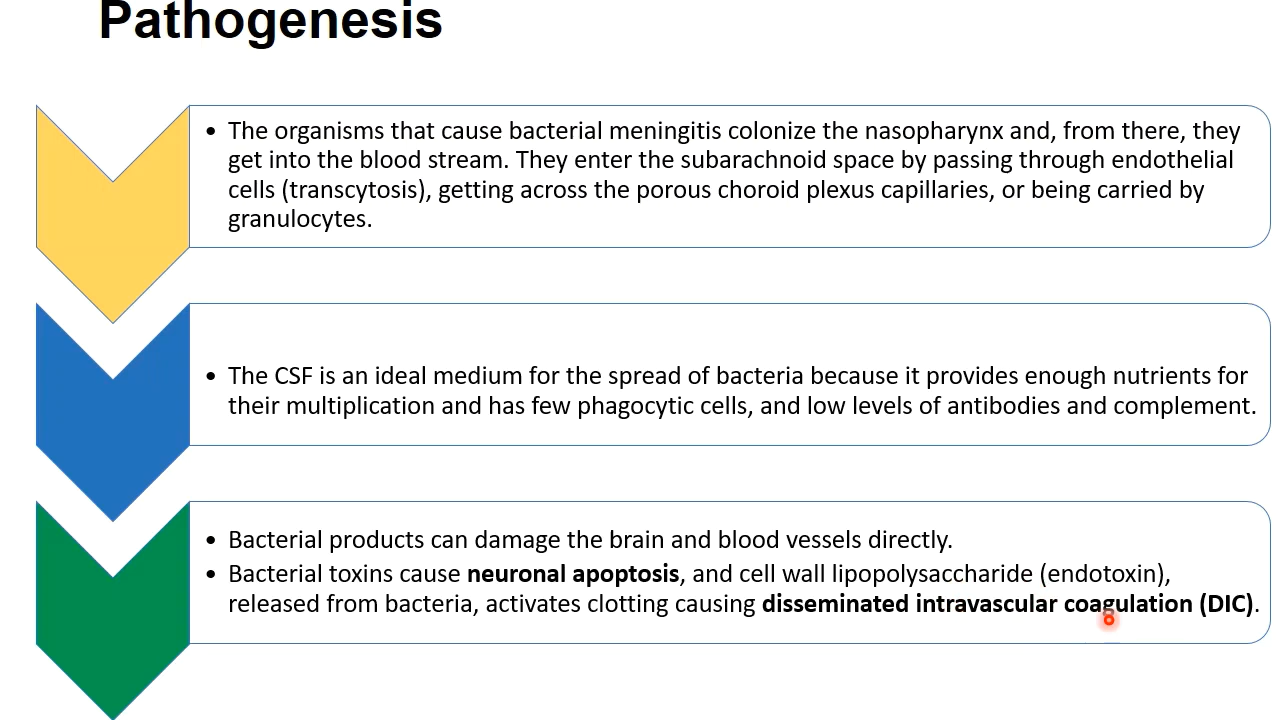 Pathogenesis
• The organisms that cause bacterial meningitis colonize the nasopharynx and, from there, they
get into the blood stream. They enter the subarachnoid space by passing through endothelial
cells (transcytosis), getting across the porous choroid plexus capillaries, or being carried by
granulocytes.
• The CSF is an ideal medium for the spread of bacteria because it provides enough nutrients for
their multiplication and has few phagocytic cells, and low levels of antibodies and complement.
• Bacterial products can damage the brain and blood vessels directly.
• Bacterial toxins cause neuronal apoptosis, and cell wall lipopolysaccharide (endotoxin),
released from bacteria, activates clotting causing disseminated intravascular coagulation (DIC).